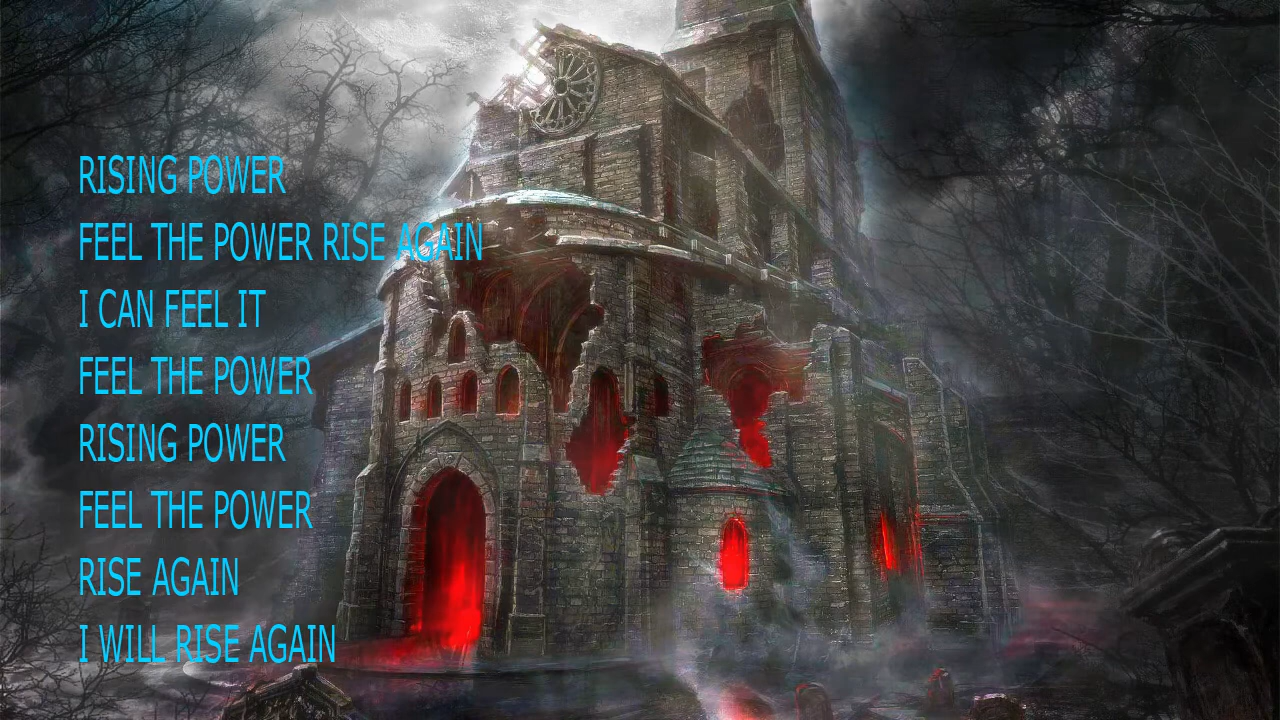 RISING POWER
FEEL THE POWER RISE AGAIN
I CAN FEEL IT
FEEL THE POWER
RISING POWER
FEEL THE POWER
RISE AGAIN
I WILL RISE AGAIN